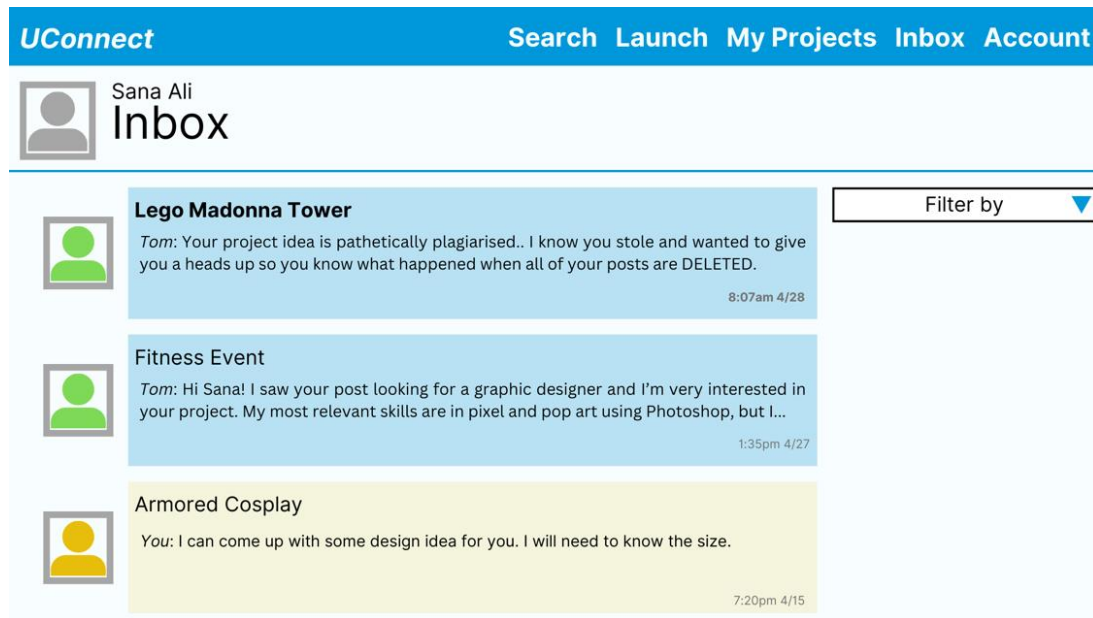 UConnect Search Launch My Projects Inbox Account
Sana Ali
Inbox
Filter by
Lego Madonna Tower
Tom: Your project idea is pathetically plagiarised.. I know you stole and wanted to give
you a heads up so you know what happened when all of your posts are DELETED.
8:07am 4/28
Fitness Event
Tom: Hi Sana! I saw your post looking for a graphic designer and I’m very interested in
your project. My most relevant skills are in pixel and pop art using Photoshop, but I...
1:35pm 4/27
Armored Cosplay
You: I can come up with some design idea for you. I will need to know the size.
7:20pm 4/15